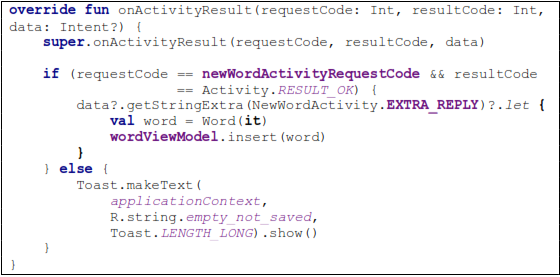 override fun onActivityResult(requestCode: Int, resultCode: Int,
data: Intent?) {
    super.onActivityResult(requestCode, resultCode, data)

    if (requestCode == newWordActivityRequestCode && resultCode
                    == Activity.RESULT_OK) {
        data?.getStringExtra(NewWordActivity.EXTRA_REPLY)?.let {
            val word = Word(it)
            wordViewModel.insert(word)
        }
    } else {
        Toast.makeText(
            applicationContext,
            R.string.empty_not_saved,
            Toast.LENGTH_LONG).show()
    }
}